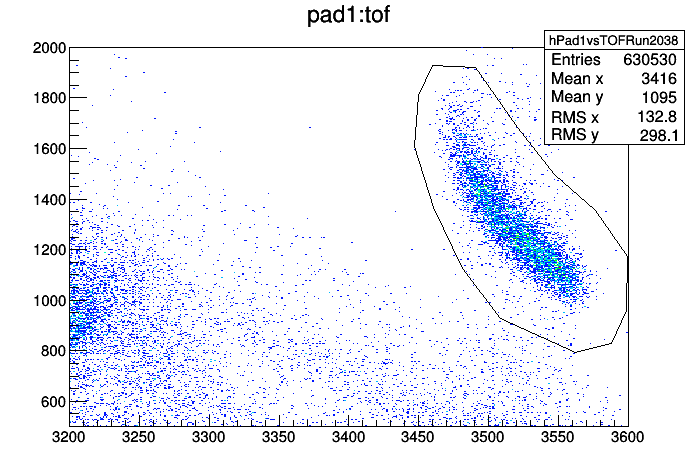 pad1:tof
hPad1vsTOFRun2038
Entries 630530
Mean x 3416
Mean y 1095
RMS x 132.8
RMS y 298.1
2000
1800
1600
1400
1200
1000
800
600
3200 3250 3300 3350 3400 3450 3500 3550 3600